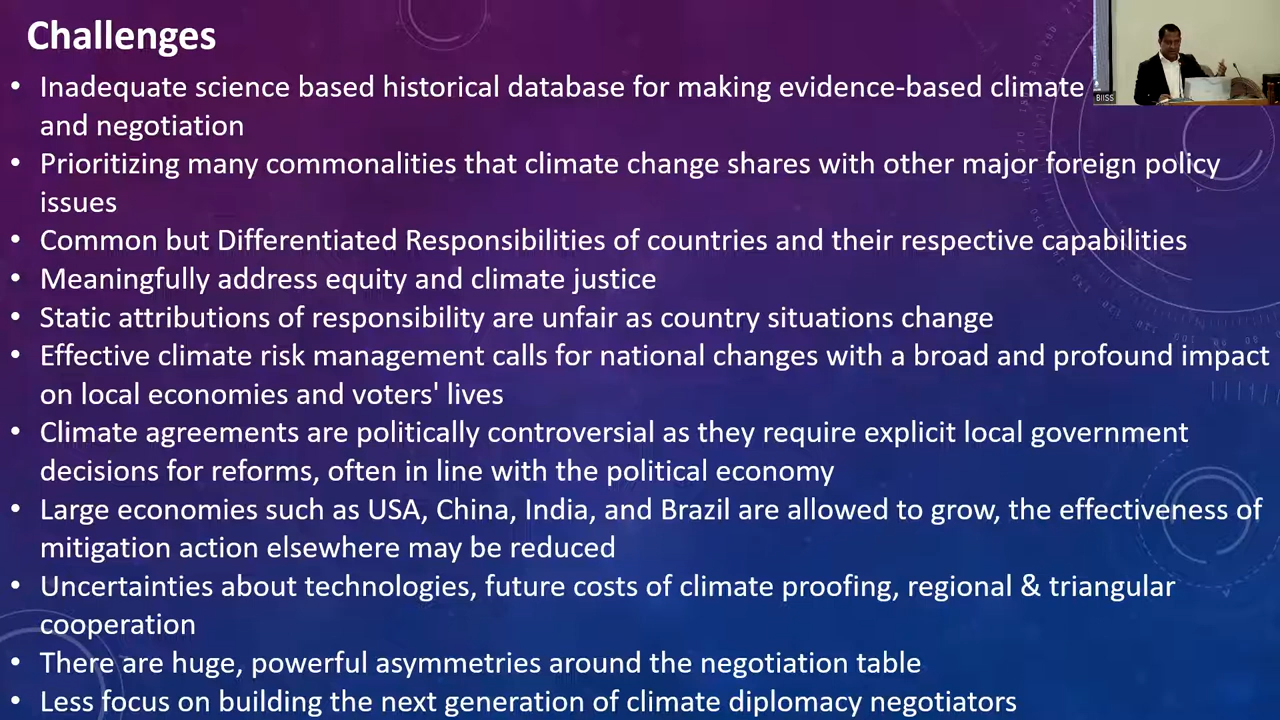 Challenges
• Inadequate science based historical database for making evidence-based climate
and negotiation
• Prioritizing many commonalities that climate change shares with other major foreign policy
issues
• Common but Differentiated Responsibilities of countries and their respective capabilities
• Meaningfully address equity and climate justice
• Static attributions of responsibility are unfair as country situations change
• Effective climate risk management calls for national changes with a broad and profound impact
on local economies and voters' lives
• Climate agreements are politically controversial as they require explicit local government
decisions for reforms, often in line with the political economy
• Large economies such as USA, China, India, and Brazil are allowed to grow, the effectiveness of
mitigation action elsewhere may be reduced
• Uncertainties about technologies, future costs of climate proofing, regional & triangular
cooperation
• There are huge, powerful asymmetries around the negotiation table
• Less focus on building the next generation of climate diplomacy negotiators
BIISS